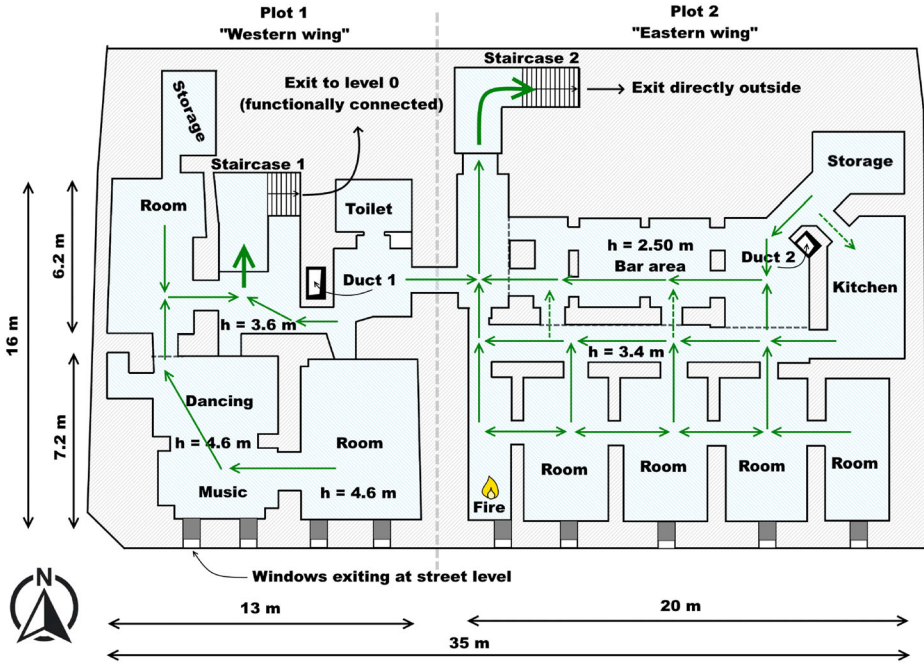 Plot 1
"Western wing"
Plot 2
"Eastern wing"
Staircase 2
Exit to level 0
(functionally connected)
Exit directly outside
Storage
Staircase 1
Storage
Room
Toilet
6.2 m
16 m
Duct 1
h = 2.50 m
Bar area
Duct 2
Kitchen
h = 3.6 m
h = 3.4 m
7.2 m
Dancing
h = 4.6 m
Room
Music
h = 4.6 m
Room
Room
Room
Room
Fire
N
Windows exiting at street level
13 m
20 m
35 m